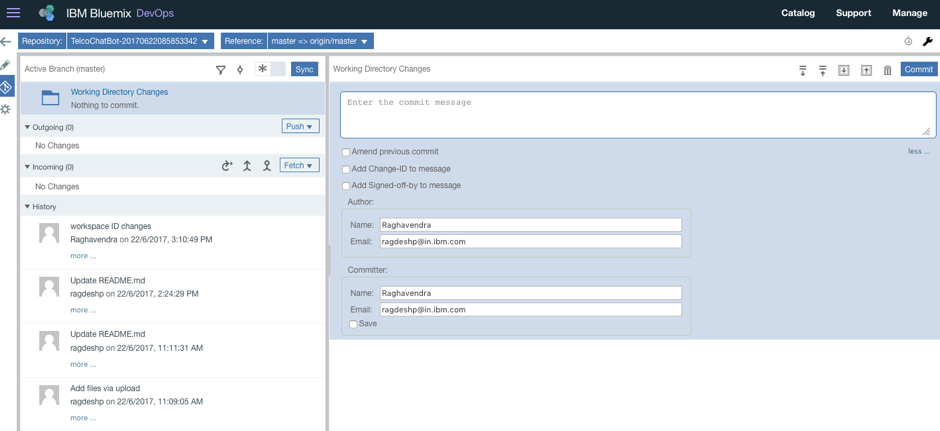 IBM Bluemix DevOps
Catalog Support Manage
Repository: TelcoChatBot-20170622085853342 Reference: master => origin/master
Active Branch (master) Sync
Working Directory Changes
Nothing to commit.
Outgoing (0) Push
No Changes
Incoming (0) Fetch
No Changes
History
workspace ID changes
Raghavendra on 22/6/2017, 3:10:49 PM
more ...
Update README.md
ragdeshp on 22/6/2017, 2:24:29 PM
more ...
Update README.md
ragdeshp on 22/6/2017, 11:11:31 AM
more ...
Add files via upload
ragdeshp on 22/6/2017, 11:09:05 AM
more ...
Working Directory Changes Commit
Enter the commit message
Amend previous commit less ...
Add Change-ID to message
Add Signed-off-by to message
Author:
Name: Raghavendra
Email: ragdeshp@in.ibm.com
Committer:
Name: Raghavendra
Email: ragdeshp@in.ibm.com
Save